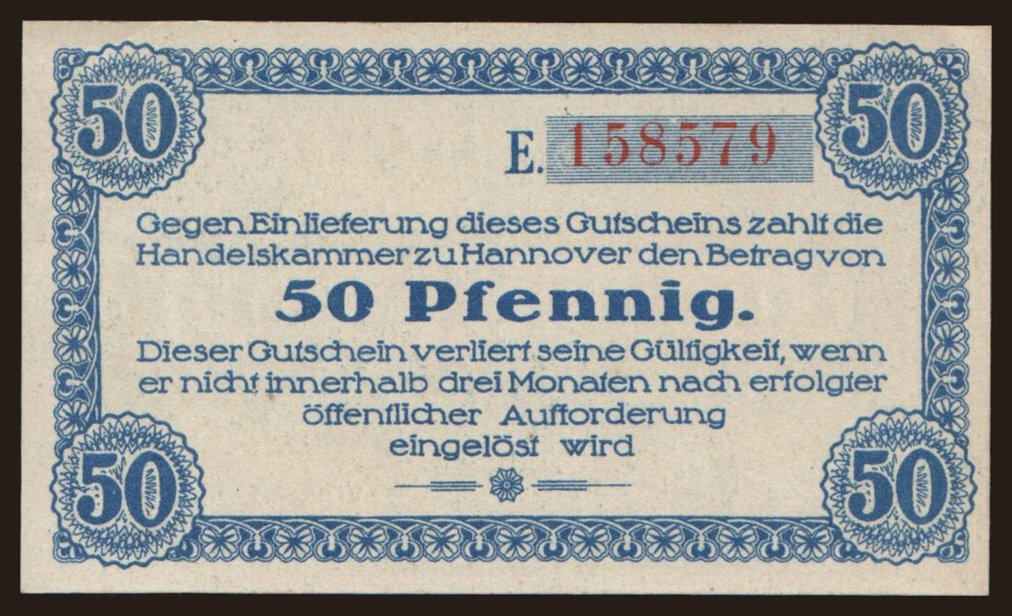 50 50
E. 158579
Gegen Einlieferung dieses Gutscheins zahlt die
Handelskammer zu Hannover den Betrag von
50 Pfennig.
Dieser Gutschein verliert seine Gültigkeit, wenn
er nicht innerhalb drei Monaten nach erfolgter
öffentlicher Aufforderung
eingelöst wird
50 50